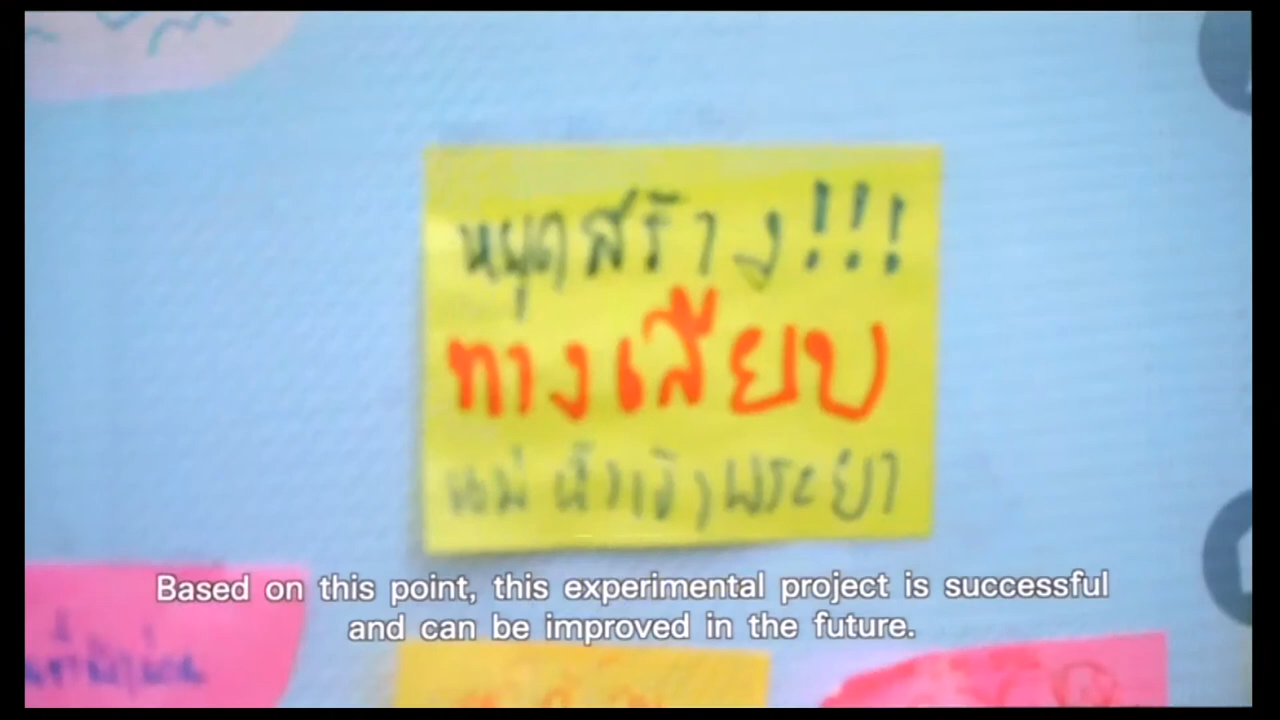 หยุดสร้าง!!!
ทางเลียบ
แม่น้ำเจ้าพระยา
Based on this point, this experimental project is successful
and can be improved in the future.